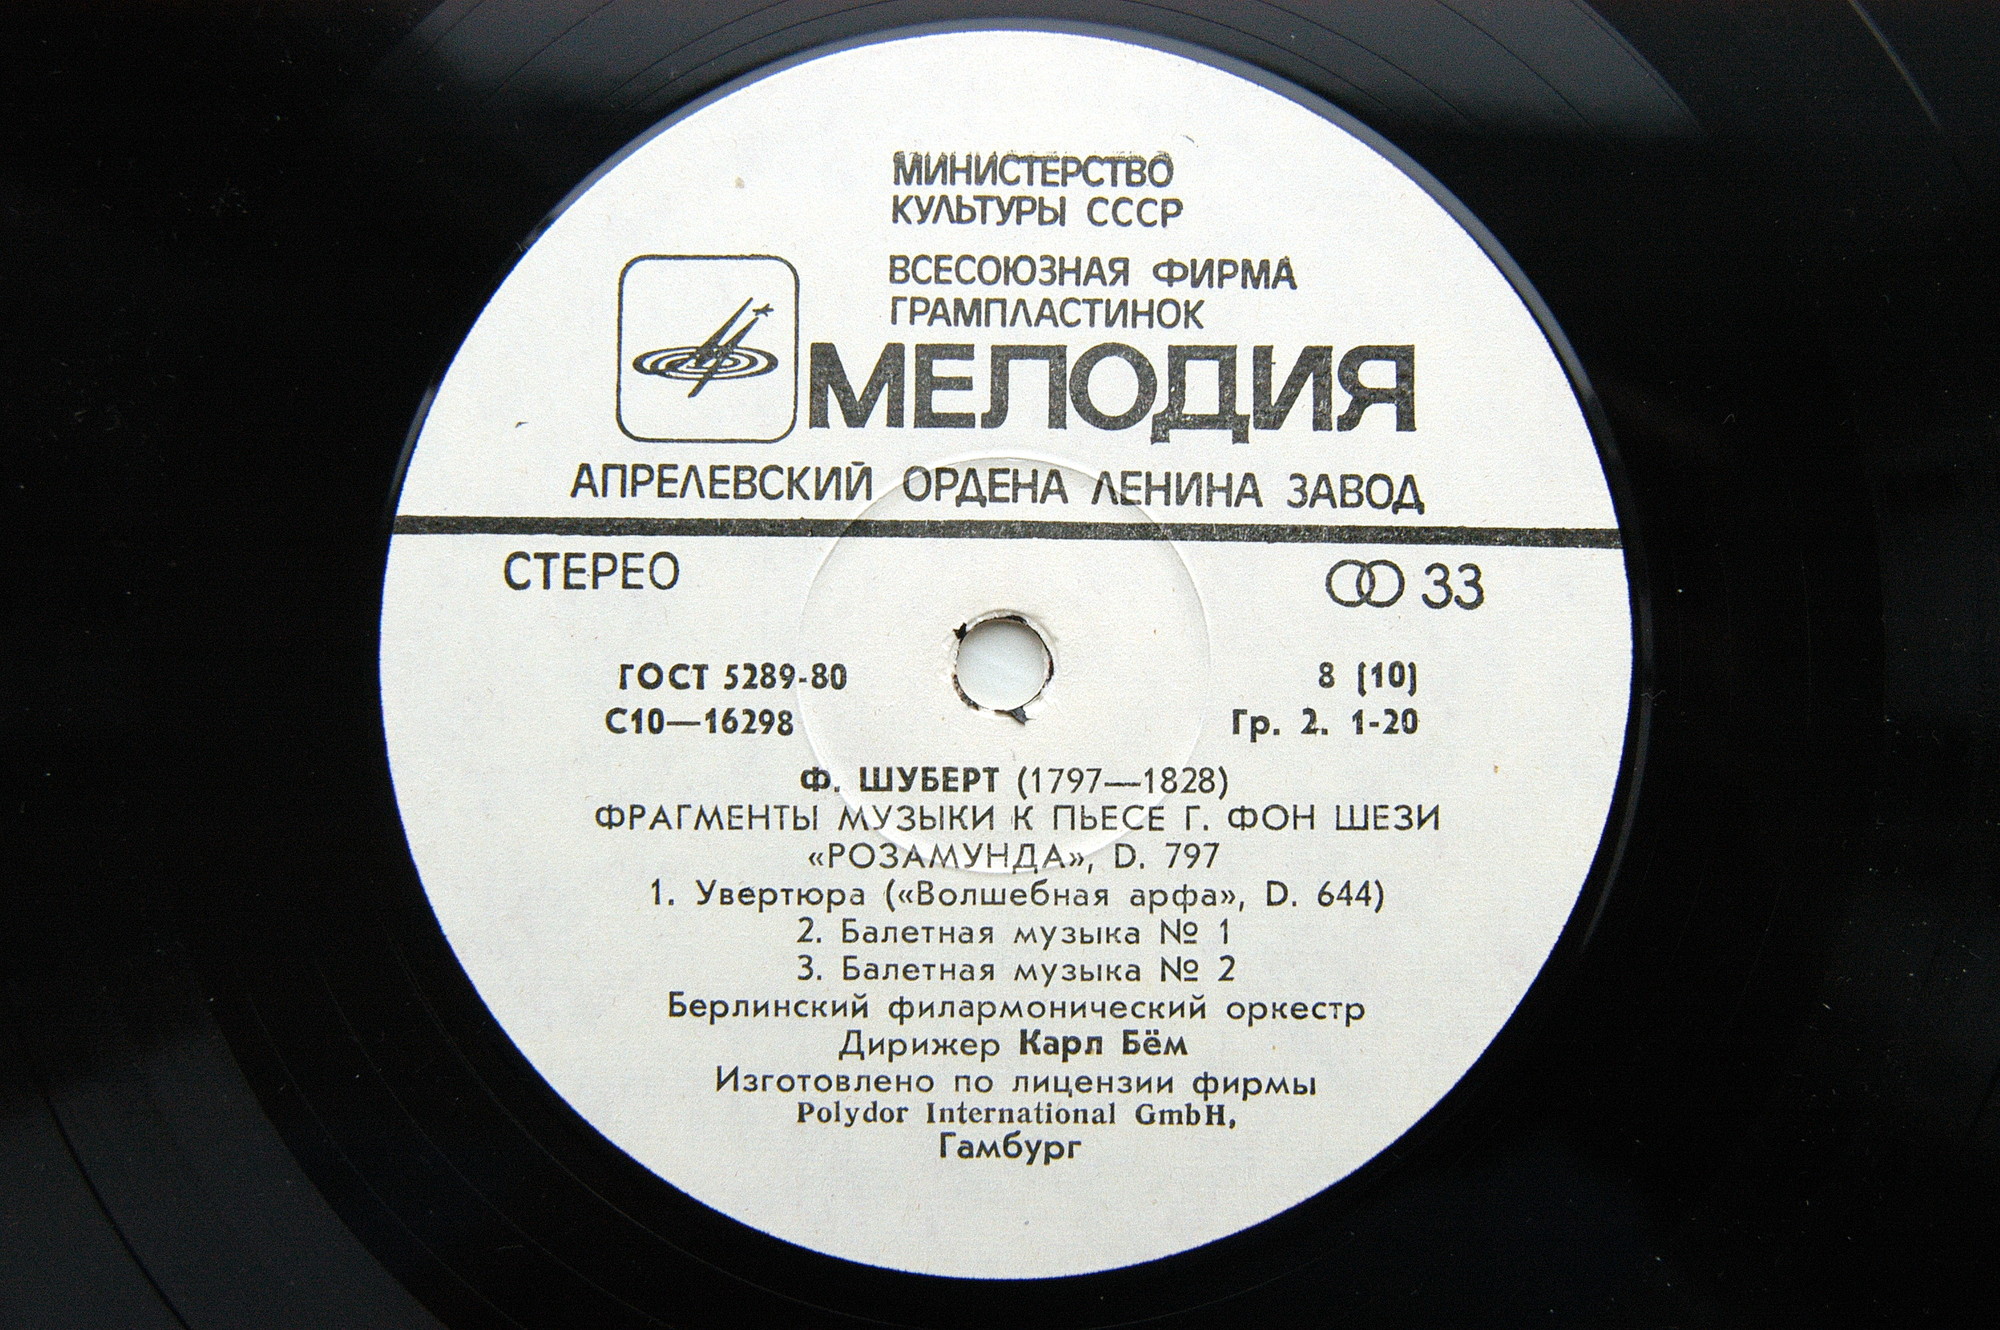 МИНИСТЕРСТВО
КУЛЬТУРЫ СССР
ВСЕСОЮЗНАЯ ФИРМА
ГРАМПЛАСТИНОК
МЕЛОДИЯ
АПРЕЛЕВСКИЙ ОРДЕНА ЛЕНИНА ЗАВОД
СТЕРЕО 33
ГОСТ 5289-80 8 (10)
С10—16298 Гр. 2. 1-20
Ф. ШУБЕРТ (1797—1828)
ФРАГМЕНТЫ МУЗЫКИ К ПЬЕСЕ Г. ФОН ШЕЗИ
«РОЗАМУНДА», D. 797
1. Увертюра («Волшебная арфа», D. 644)
2. Балетная музыка № 1
3. Балетная музыка № 2
Берлинский филармонический оркестр
Дирижер Карл Бём
Изготовлено по лицензии фирмы
Polydor International GmbH,
Гамбург